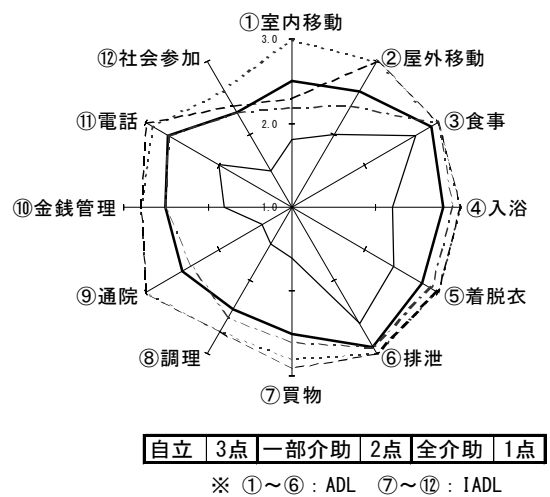 ①室内移動
3.0
⑫社会参加
②屋外移動
⑪電話
2.0
③食事
⑩金銭管理
1.0
④入浴
⑨通院
⑤着脱衣
⑧調理
⑥排泄
⑦買物
自立 3点 一部介助 2点 全介助 1点
※ ①～⑥：ADL ⑦～⑫：IADL